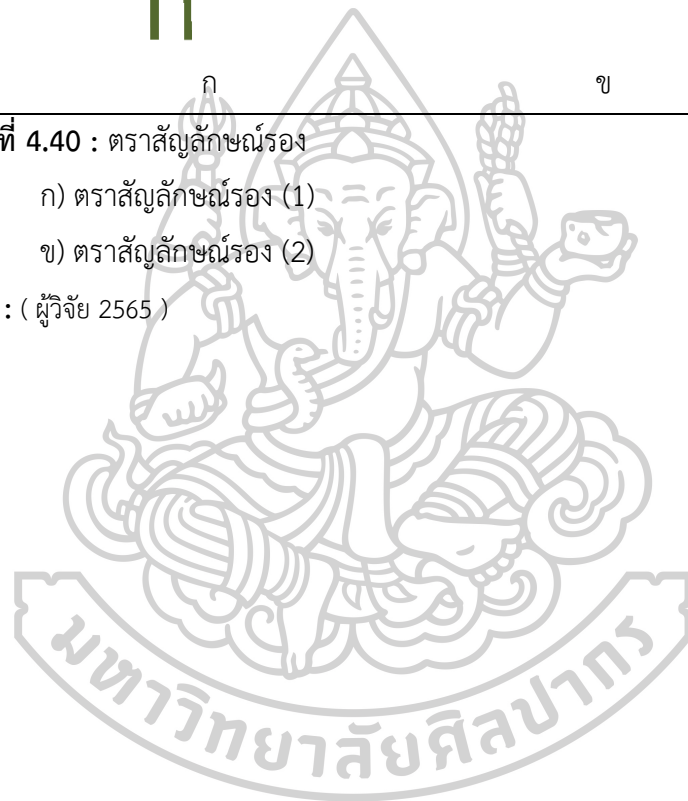 ก ข
ที่ 4.40 : ตราสัญลักษณ์รอง
ก) ตราสัญลักษณ์รอง (1)
ข) ตราสัญลักษณ์รอง (2)
: ( ผู้วิจัย 2565 )
มหาวิทยาลัยศิลปากร